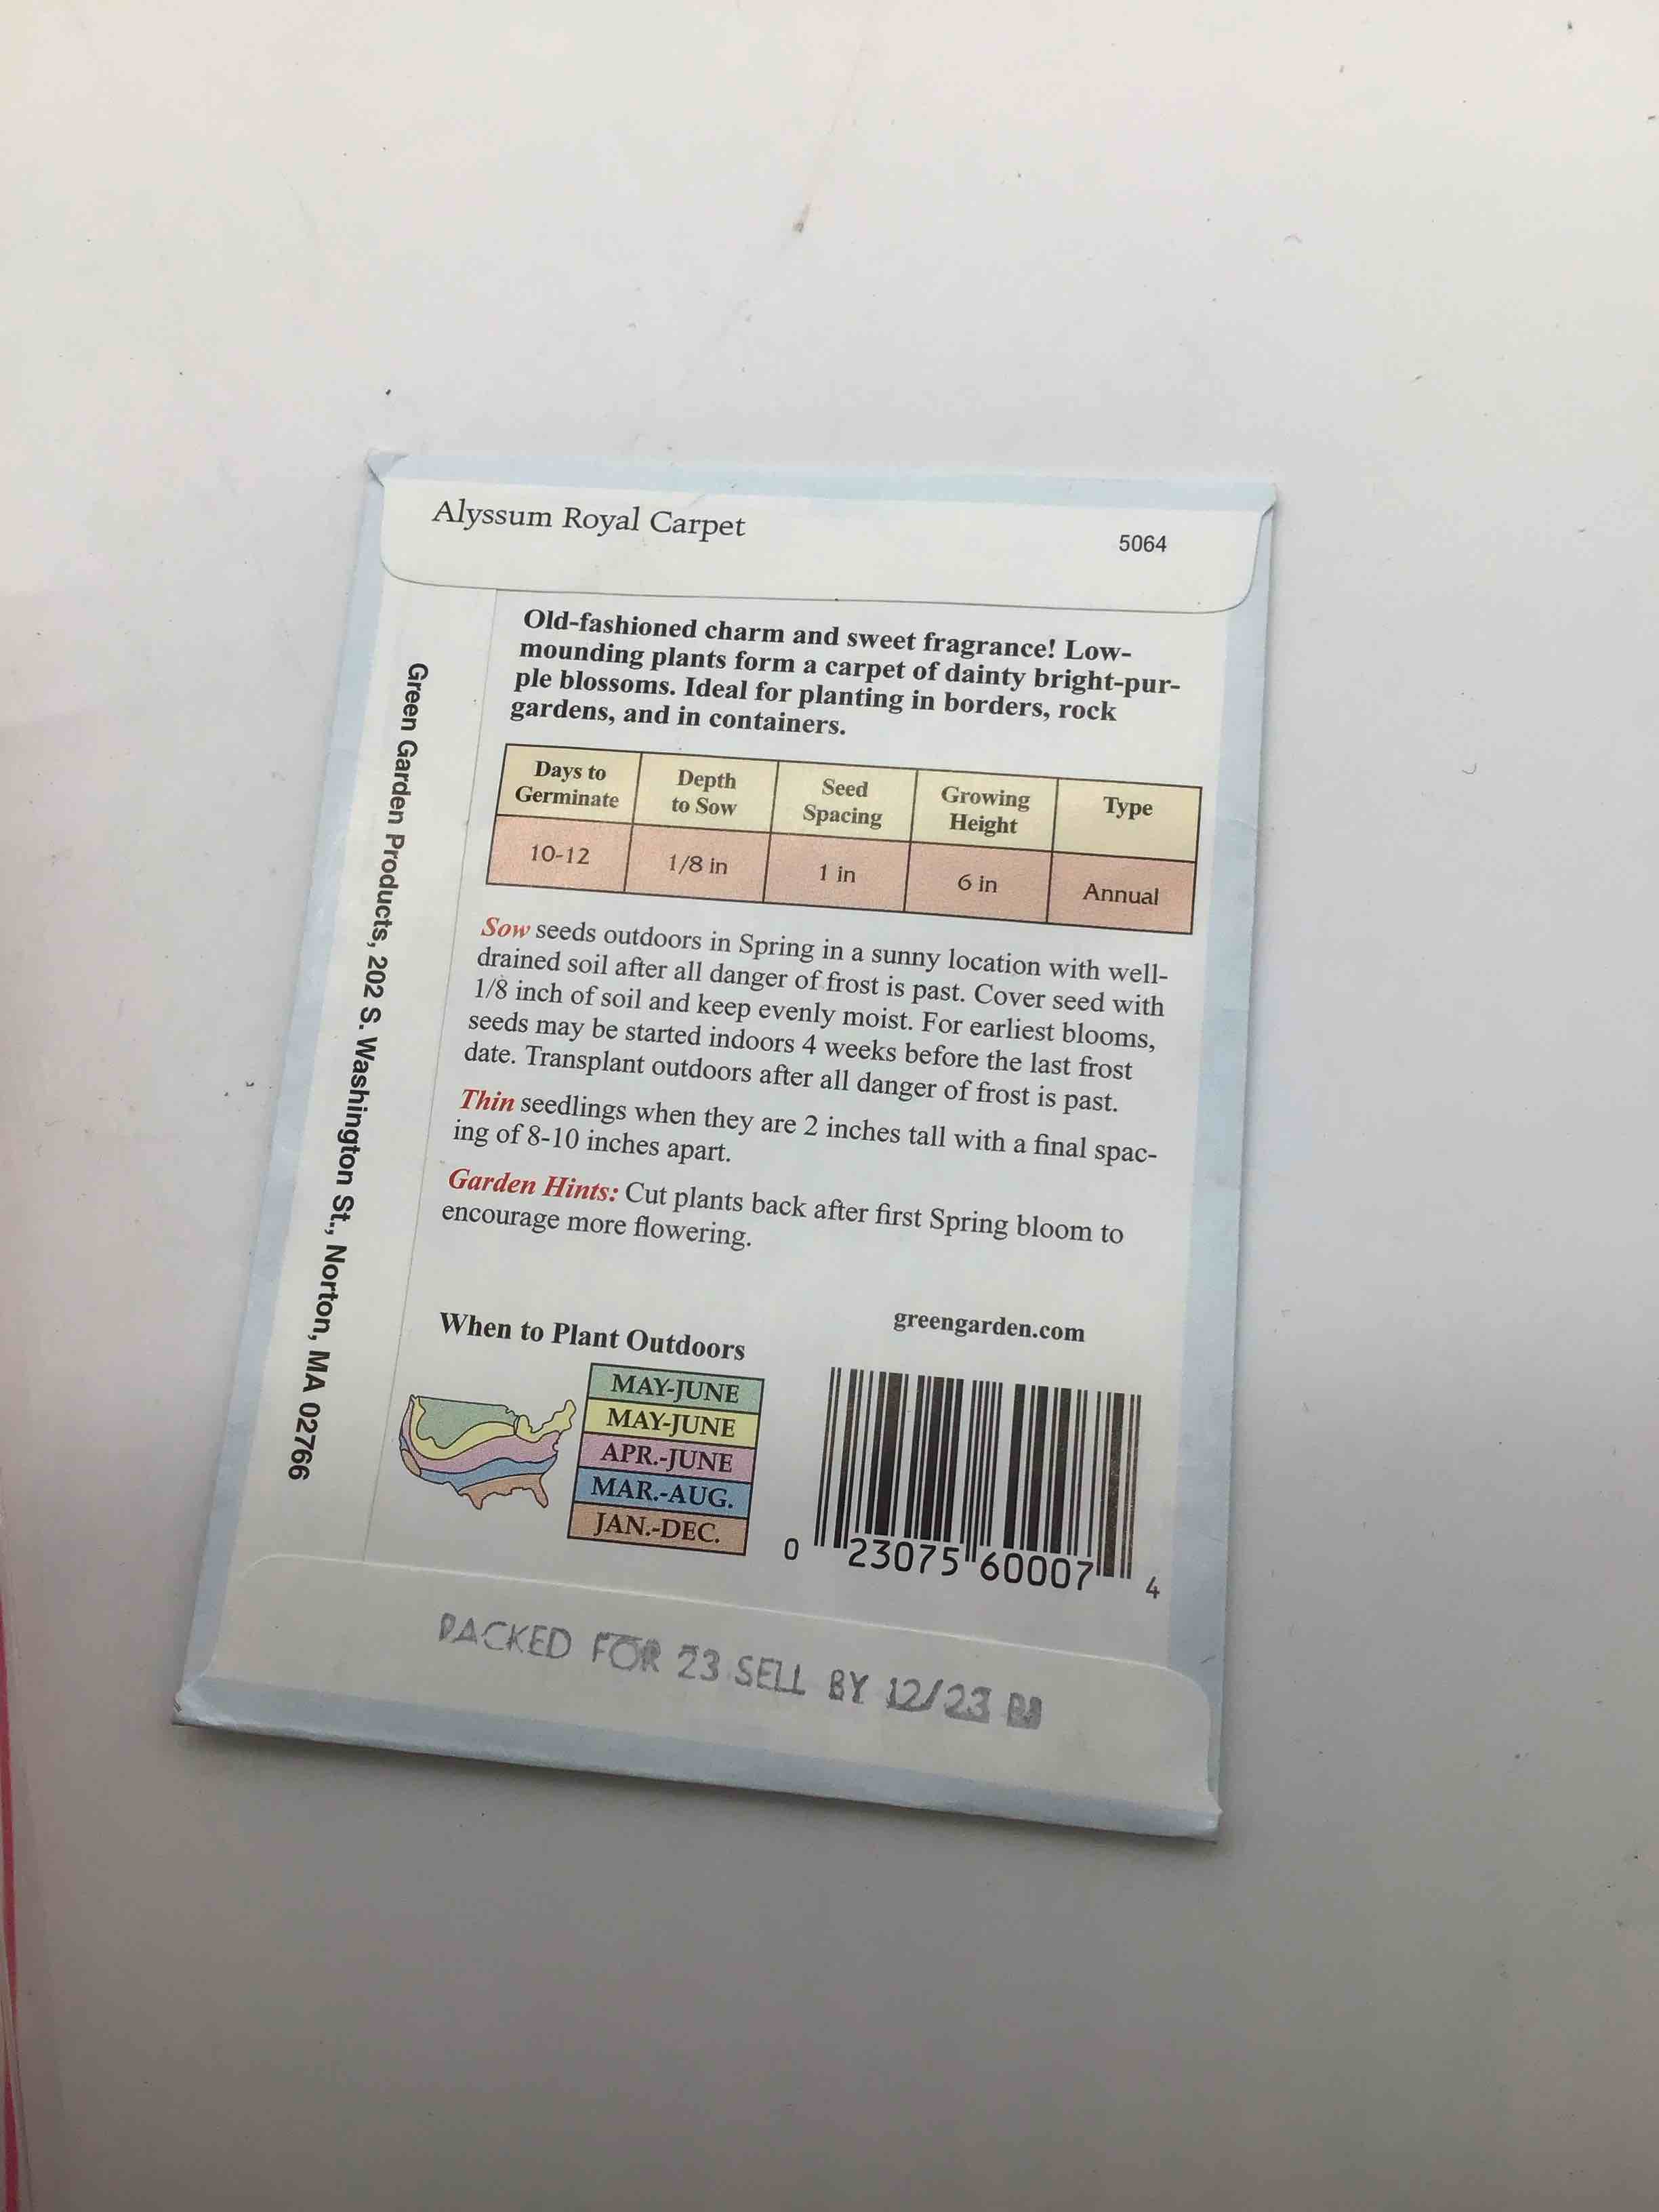 Alyssum Royal Carpet
5064
Old-fashioned charm and sweet fragrance! Low-
mounding plants form a carpet of dainty bright-pur-
ple blossoms. Ideal for planting in borders, rock
gardens, and in containers.
Days to Germinate
Depth to Sow
Seed Spacing
Growing Height
Type
10-12
1/8 in
1 in
6 in
Annual
Sow seeds outdoors in Spring in a sunny location with well-
drained soil after all danger of frost is past. Cover seed with
1/8 inch of soil and keep evenly moist. For earliest blooms,
seeds may be started indoors 4 weeks before the last frost
date. Transplant outdoors after all danger of frost is past.
Thin seedlings when they are 2 inches tall with a final spac-
ing of 8-10 inches apart.
Garden Hints: Cut plants back after first Spring bloom to
encourage more flowering.
Green Garden Products, 202 S. Washington St., Norton, MA 02766
When to Plant Outdoors
MAY-JUNE
MAY-JUNE
APR.-JUNE
MAR.-AUG.
JAN.-DEC.
greengarden.com
0 23075 60007 4
PACKED FOR 23 SELL BY 12/23